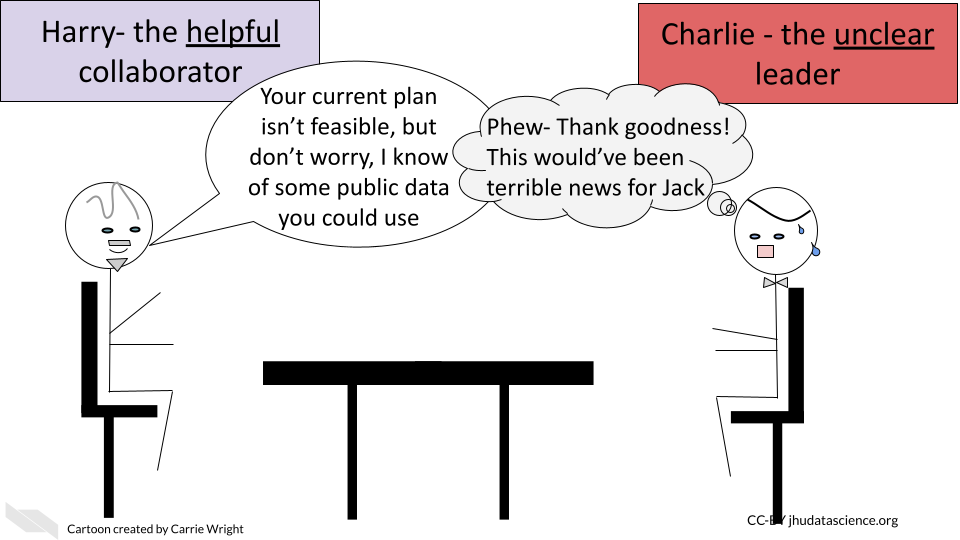 Harry- the helpful
collaborator
Charlie - the unclear
leader
Your current plan
isn't feasible, but
don't worry, I know
of some public data
you could use
Phew- Thank goodness!
This would've been
terrible news for Jack
Cartoon created by Carrie Wright
CC-BY jhudatascience.org